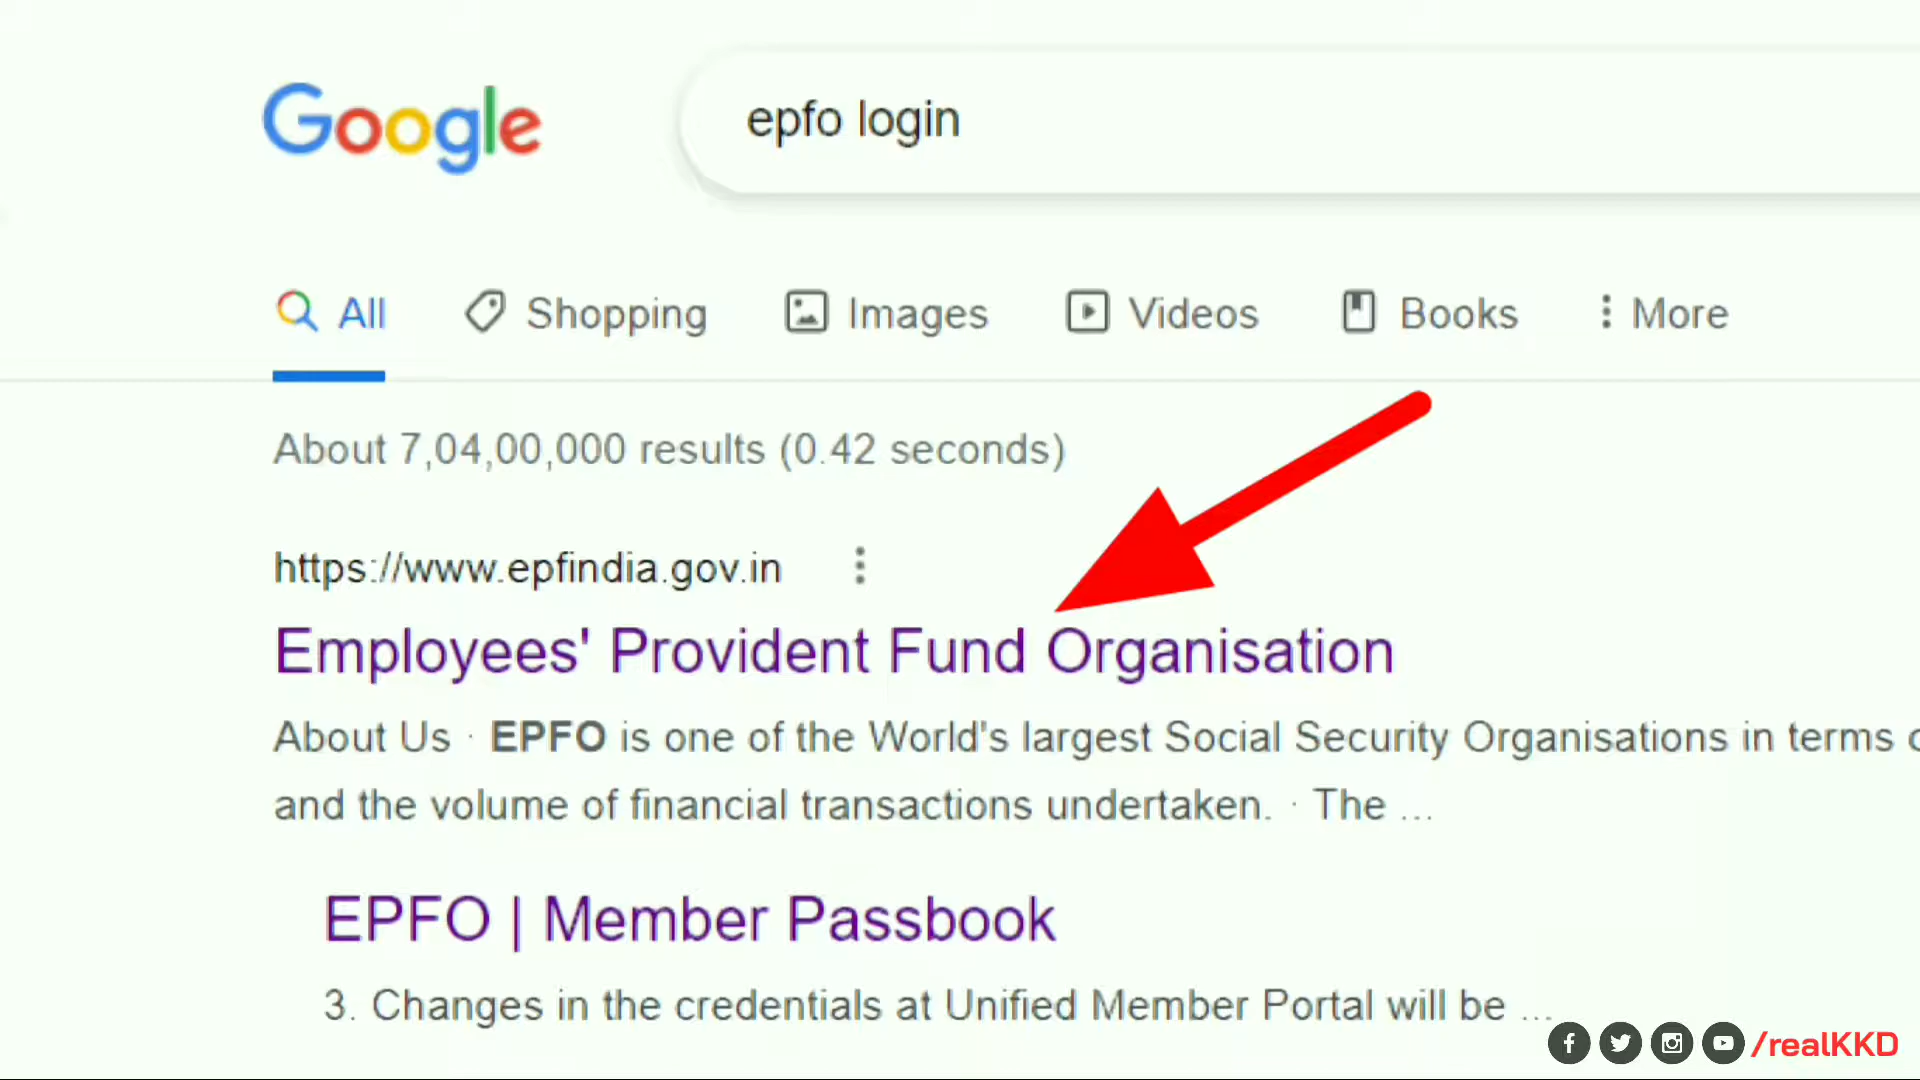 Google
epfo login
All Shopping Images Videos Books More
About 7,04,00,000 results (0.42 seconds)
https://www.epfindia.gov.in
Employees' Provident Fund Organisation
About Us · EPFO is one of the World's largest Social Security Organisations in terms
and the volume of financial transactions undertaken. · The ...
EPFO | Member Passbook
3. Changes in the credentials at Unified Member Portal will be ...
/realKKD